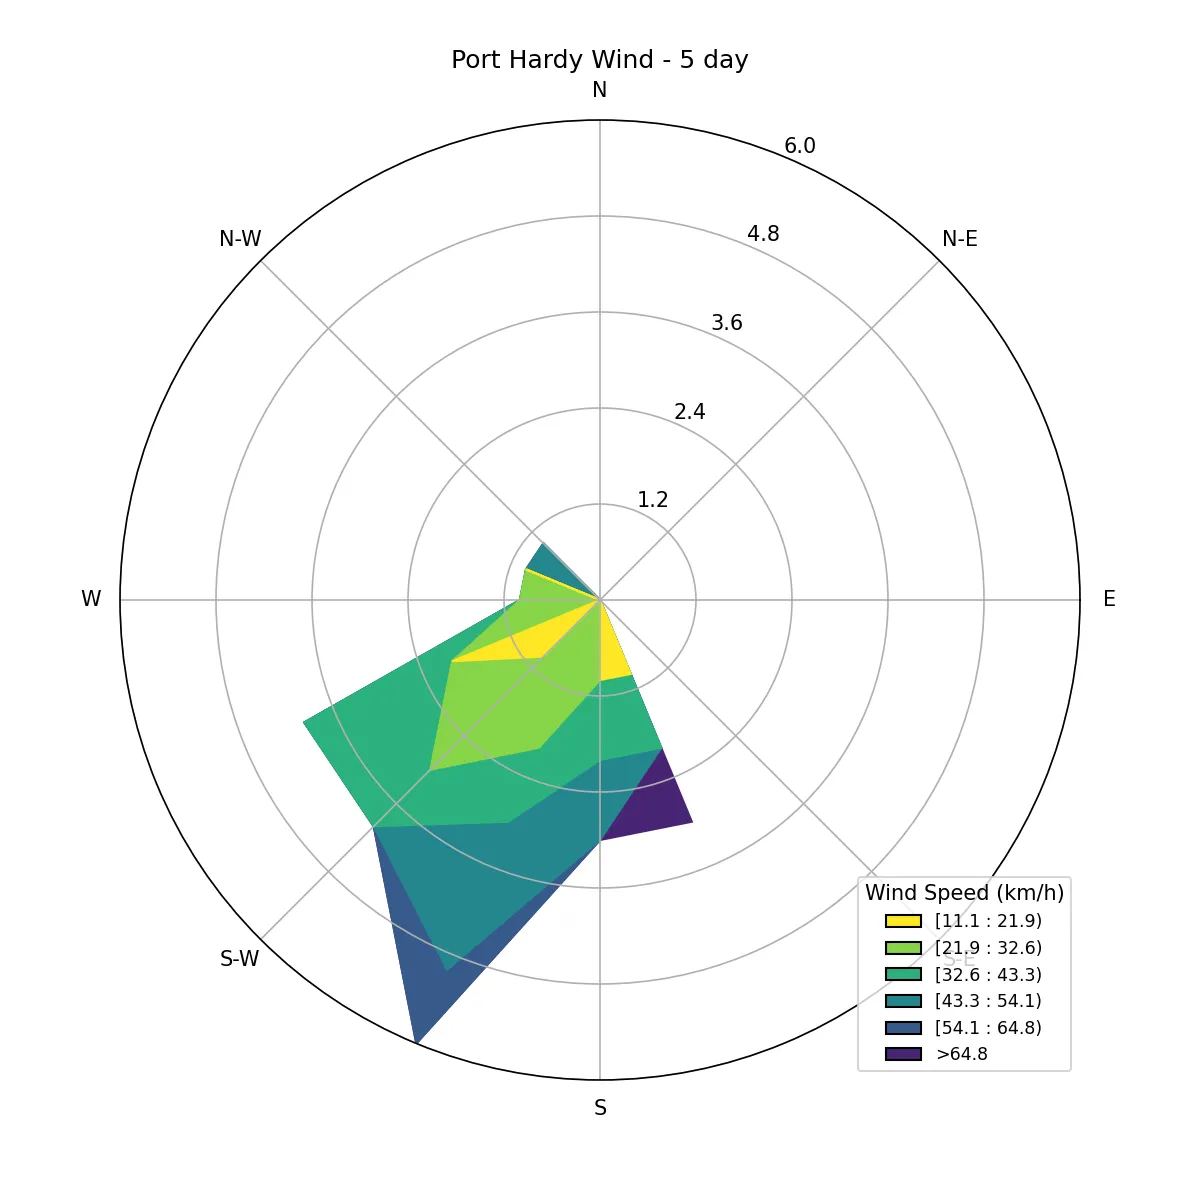 Port Hardy Wind - 5 day
N
6.0
N-W
N-E
4.8
3.6
2.4
1.2
W
E
Wind Speed (km/h)
[11.1 : 21.9)
[21.9 : 32.6)
S-W
S-E
[32.6 : 43.3)
[43.3 : 54.1)
[54.1 : 64.8)
>64.8
S